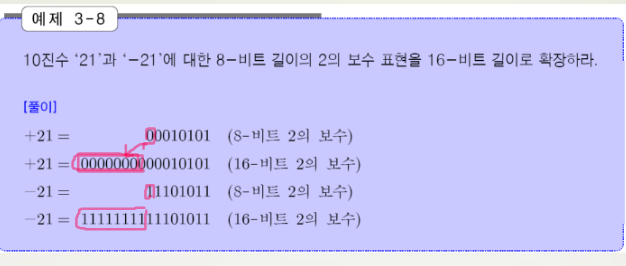 예제 3-8
10진수 '21'과 '-21'에 대한 8-비트 길이의 2의 보수 표현을 16-비트 길이로 확장하라.
[풀이]
+21 = 00010101 (8-비트 2의 보수)
+21 = 0000000000010101 (16-비트 2의 보수)
-21 = 11101011 (8-비트 2의 보수)
-21 = 1111111111101011 (16-비트 2의 보수)